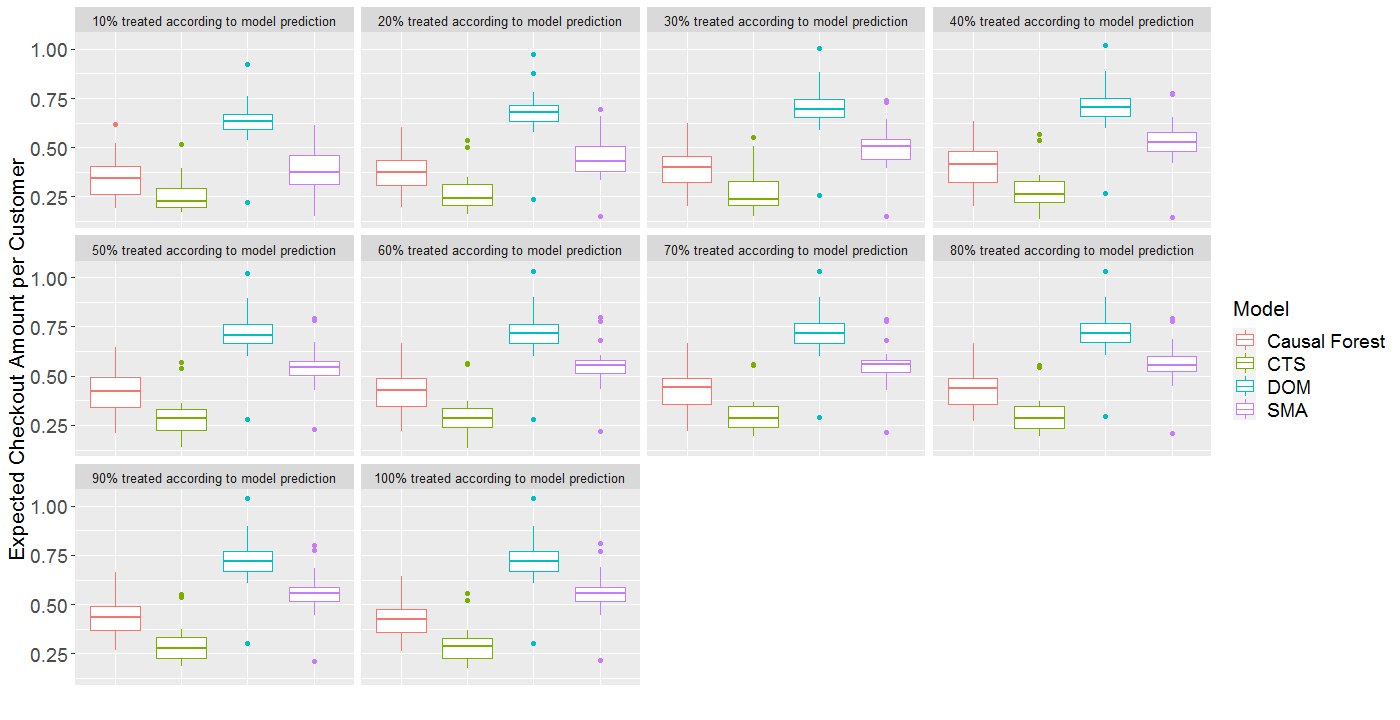 Expected Checkout Amount per Customer
10% treated according to model prediction
20% treated according to model prediction
30% treated according to model prediction
40% treated according to model prediction
1.00
0.75
0.50
0.25
50% treated according to model prediction
60% treated according to model prediction
70% treated according to model prediction
80% treated according to model prediction
1.00
0.75
0.50
0.25
90% treated according to model prediction
100% treated according to model prediction
1.00
0.75
0.50
0.25
Model
Causal Forest
CTS
DOM
SMA